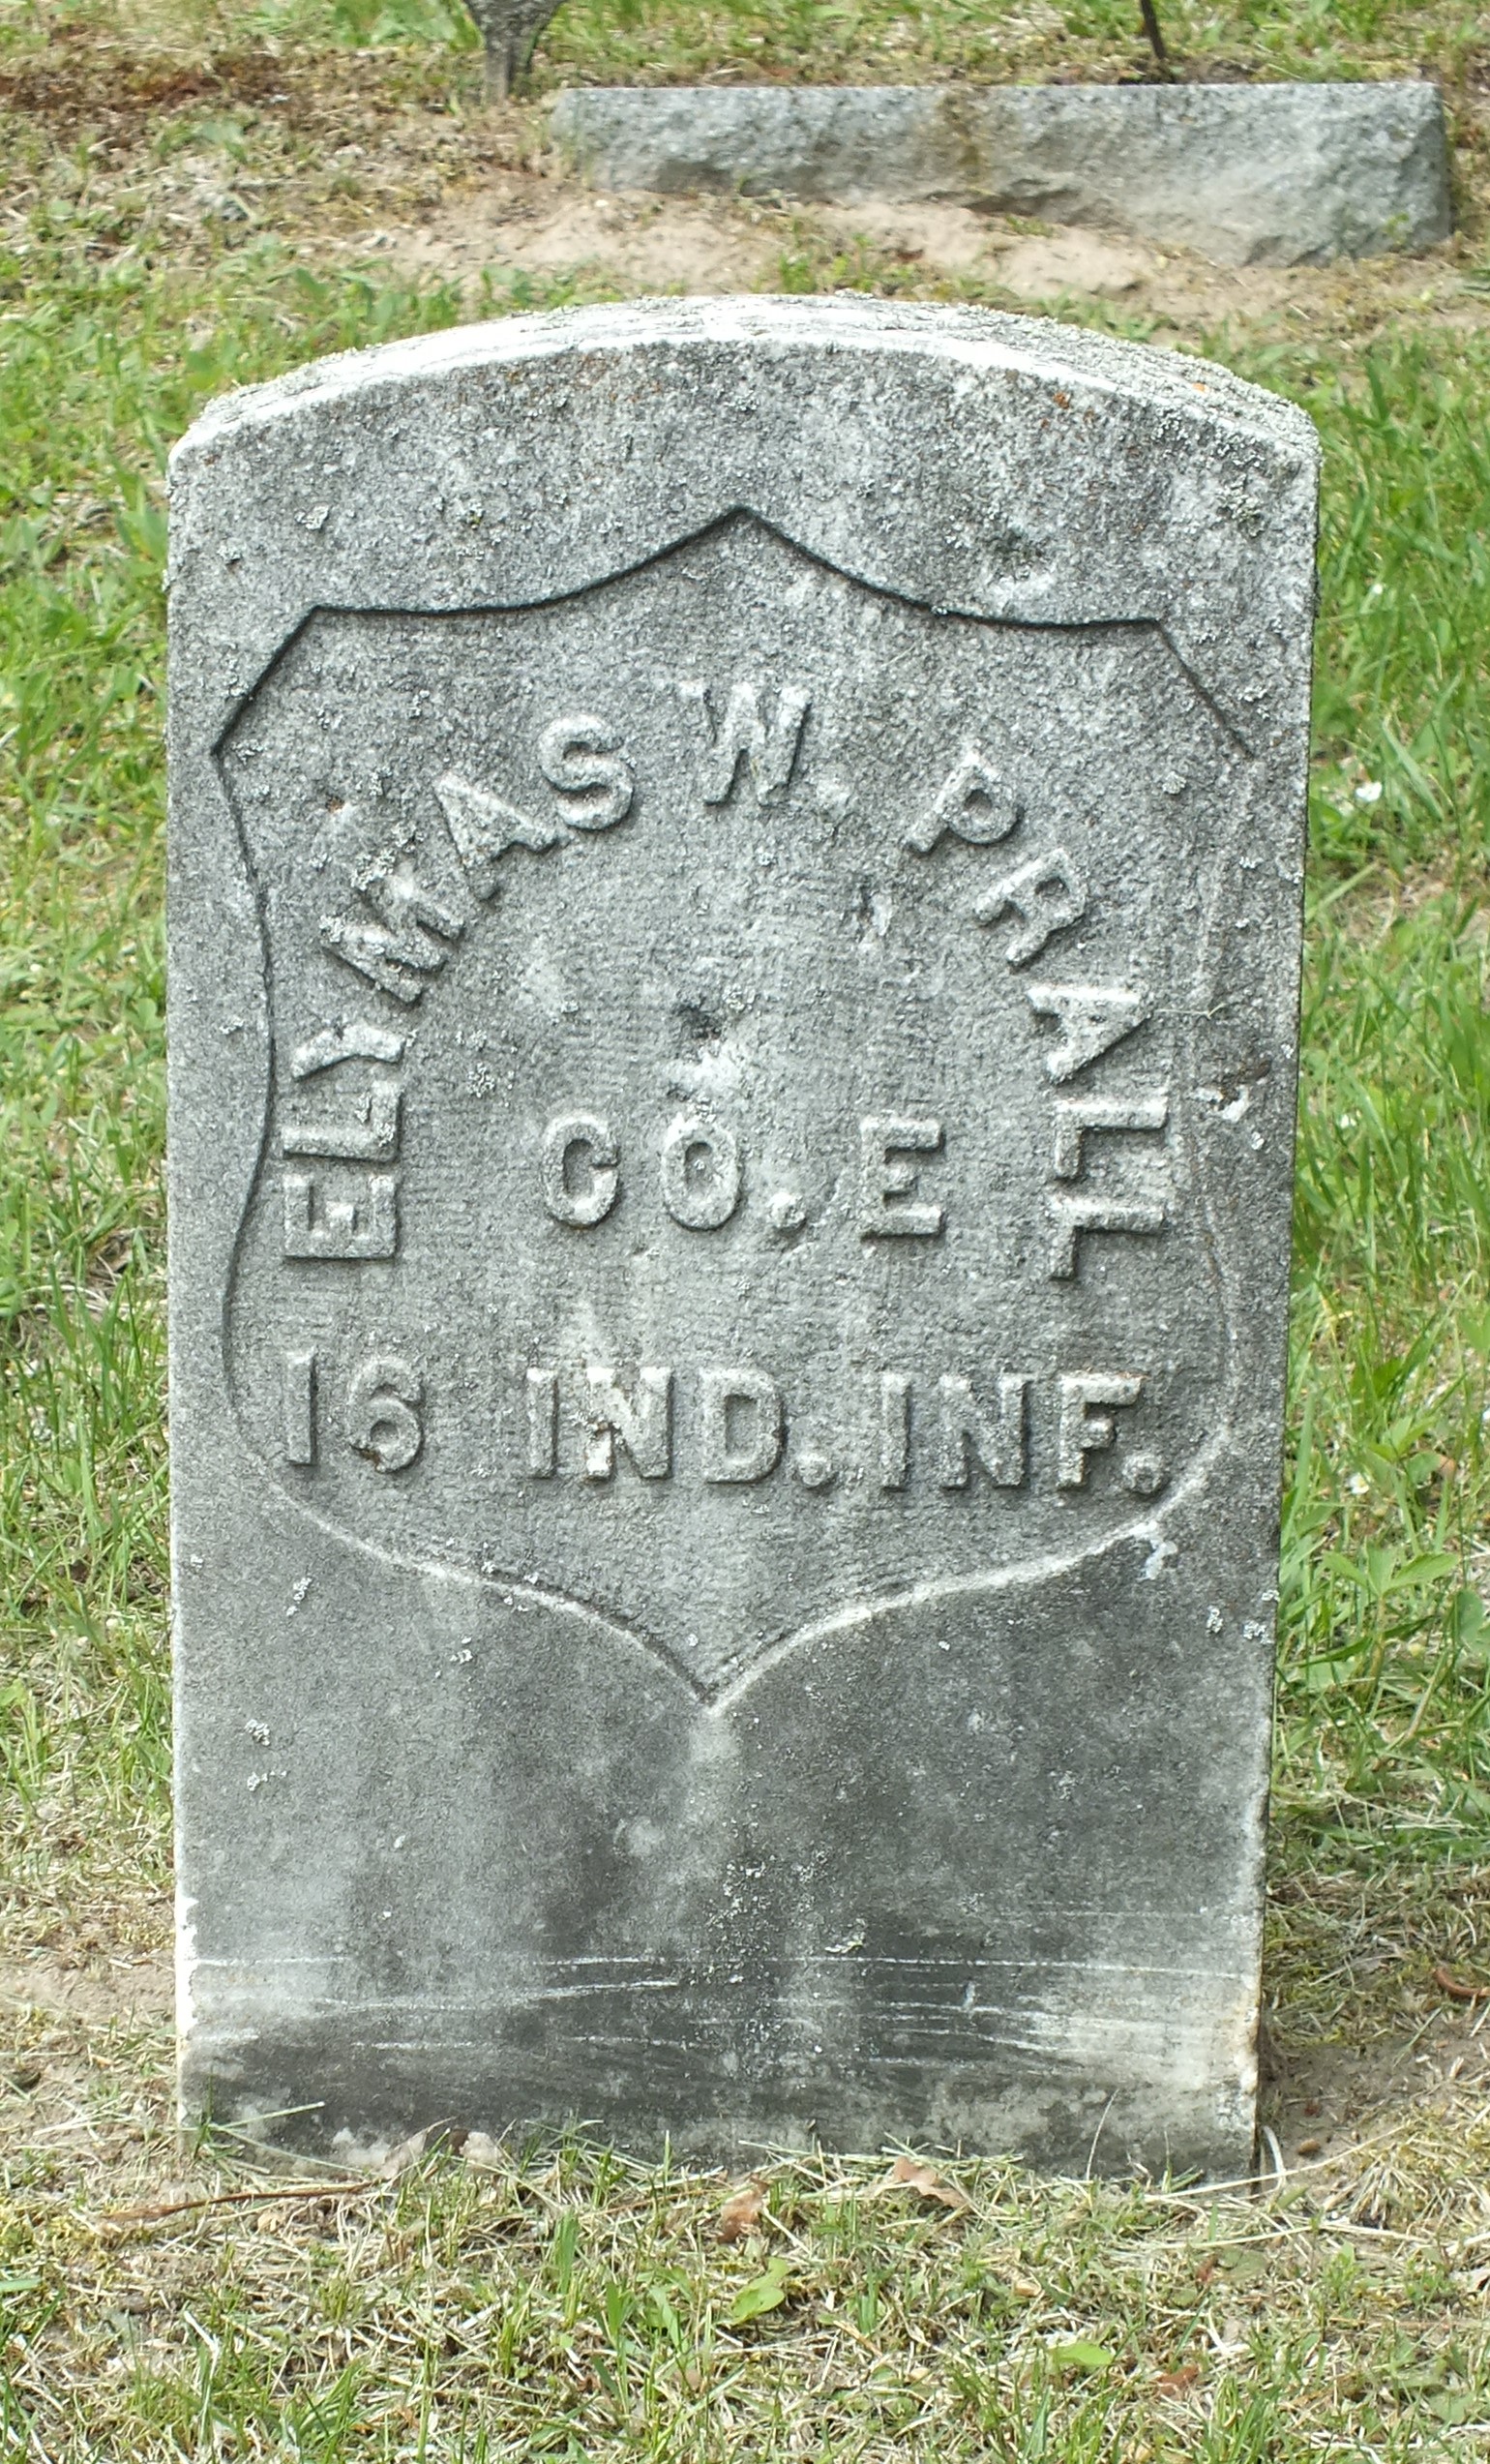 ELYMAS W. PRALL
CO. E
16 IND. INF.